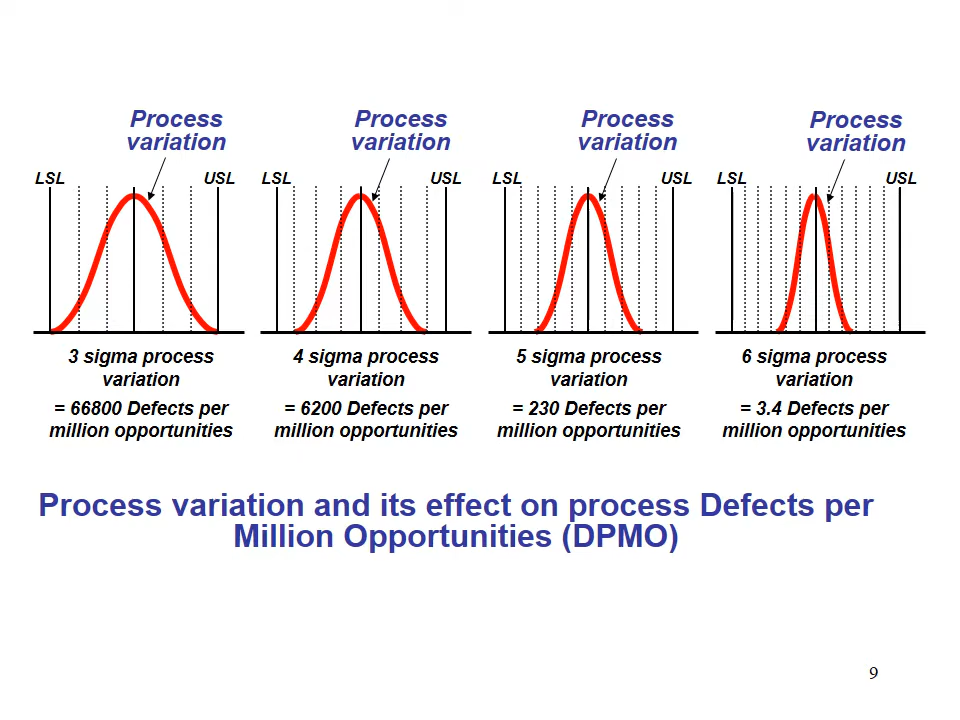 Process
variation
Process
variation
Process
variation
Process
variation
LSL
USL
LSL
USL
LSL
USL
LSL
USL
3 sigma process
variation
= 66800 Defects per
million opportunities
4 sigma process
variation
= 6200 Defects per
million opportunities
5 sigma process
variation
= 230 Defects per
million opportunities
6 sigma process
variation
= 3.4 Defects per
million opportunities
Process variation and its effect on process Defects per
Million Opportunities (DPMO)
9